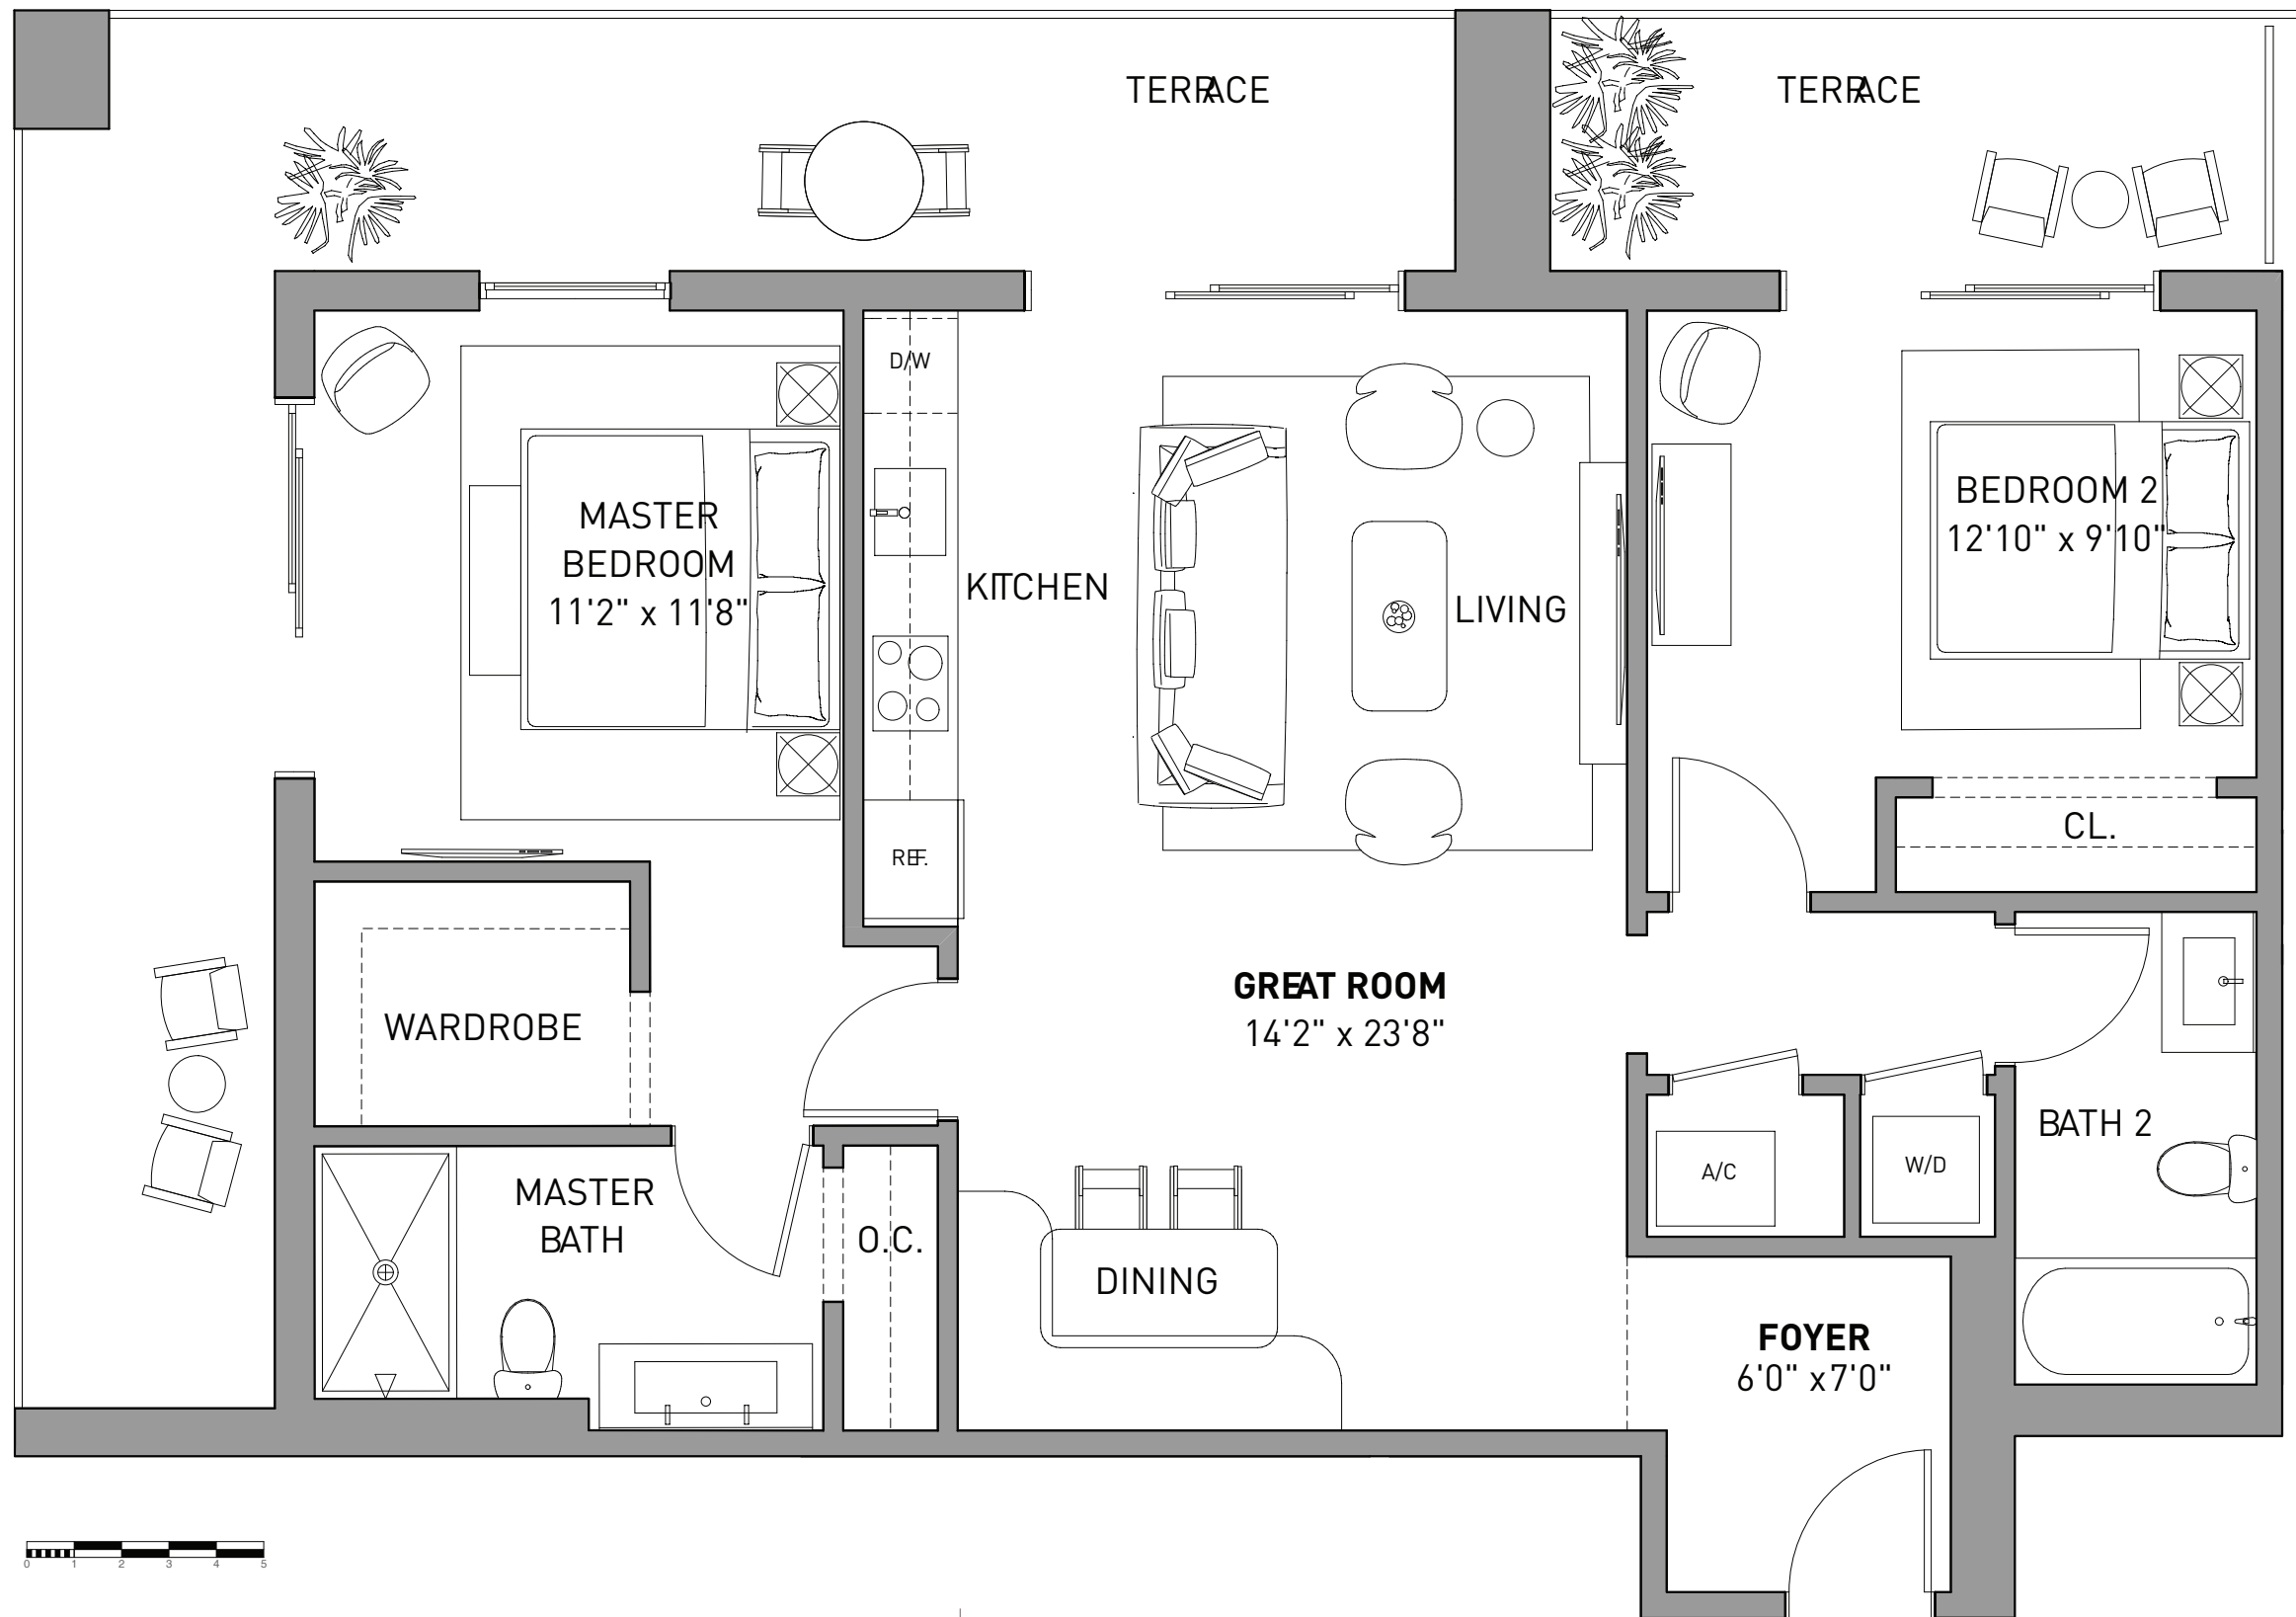 TERRACE
TERRACE
D/W
MASTER
BEDROOM
11'2" x 11'8"
KITCHEN
LIVING
BEDROOM 2
12'10" x 9'10"
CL.
REF.
WARDROBE
GREAT ROOM
14'2" x 23'8"
MASTER
BATH
O.C.
DINING
A/C
W/D
BATH 2
FOYER
6'0" x7'0"
0 1 2 3 4 5